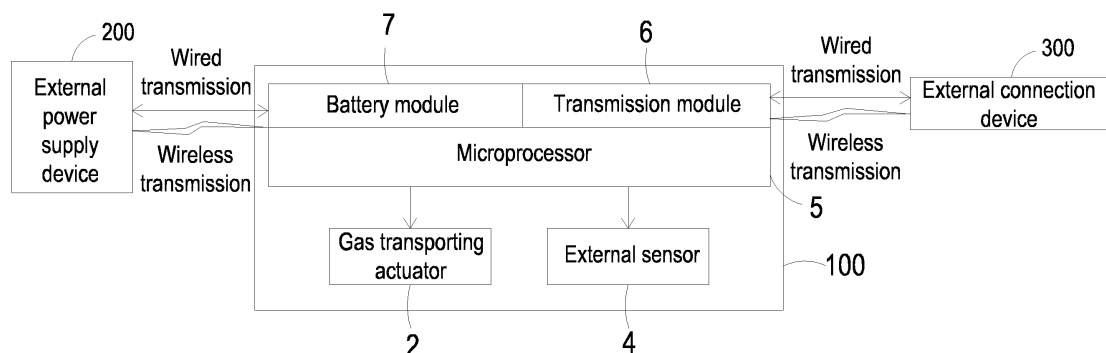 200
Wired
transmission
External
power
supply
device
Wireless
transmission
7
6
Battery module
Transmission module
Microprocessor
Gas transporting
actuator
External sensor
2
4
5
100
Wired
transmission
300
External connection
device
Wireless
transmission